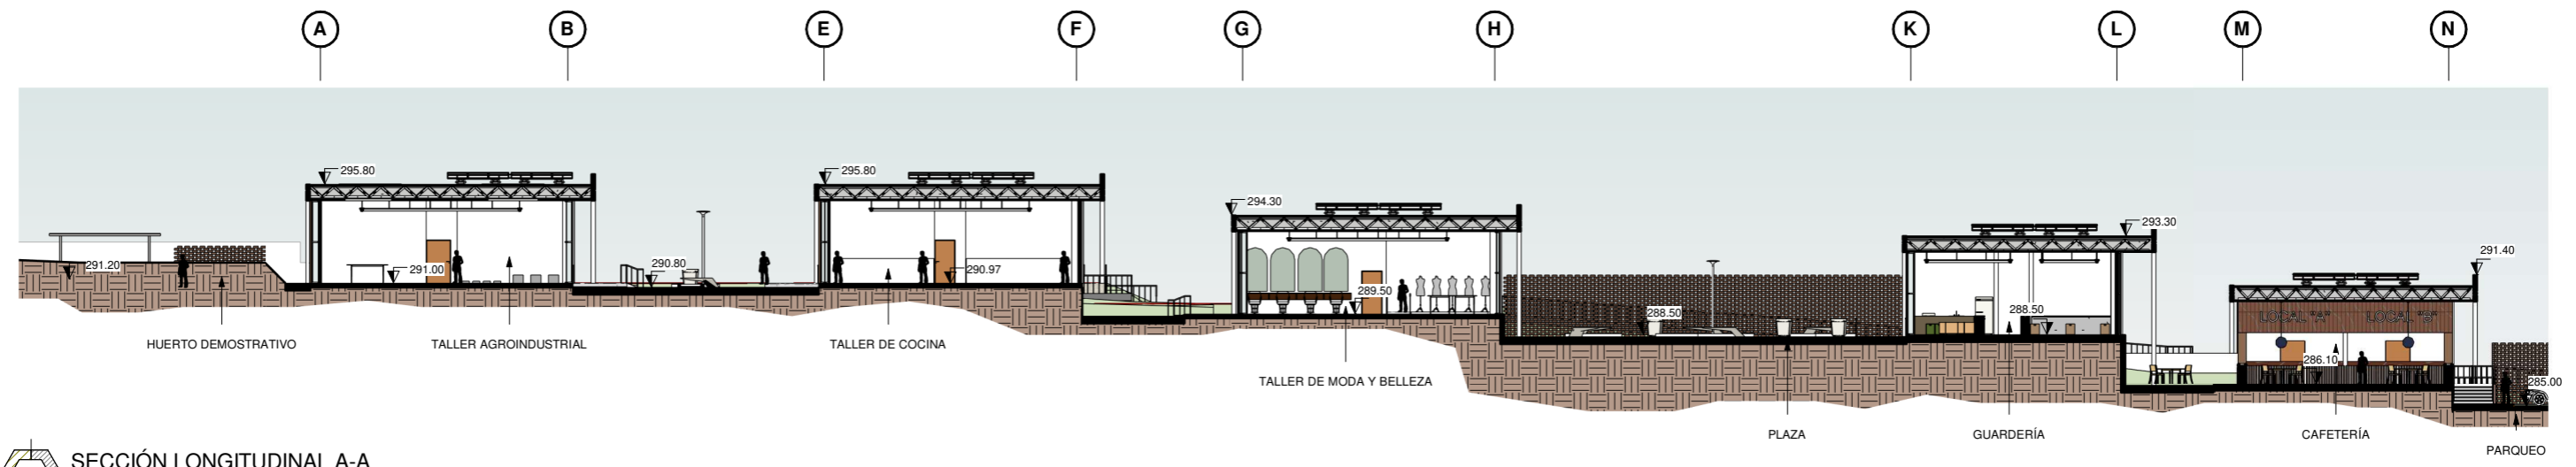 A B E F G H K L M N
295.80 295.80
294.30
293.30
291.40
291.20 291.00 290.80 290.97
289.50 288.50 288.50
LOCAL "A" LOCAL "B"
286.10
285.00
HUERTO DEMOSTRATIVO TALLER AGROINDUSTRIAL TALLER DE COCINA
TALLER DE MODA Y BELLEZA
PLAZA GUARDERÍA CAFETERÍA
PARQUEO
SECCIÓN LONGITUDINAL A-A